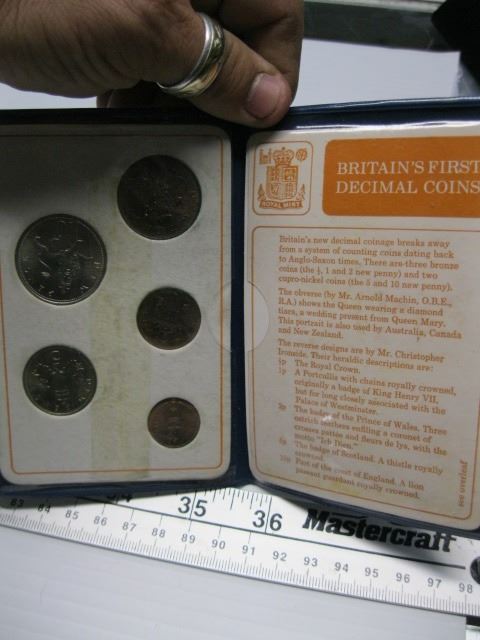 BRITAIN'S FIRST
DECIMAL COINS
ROYAL MINT
Britain's new decimal coinage breaks away
from a system of counting coins dating back
to Anglo-Saxon times. There are three bronze
coins (the ½, 1 and 2 new penny) and two
cupro-nickel coins (the 5 and 10 new penny).
The obverse (by Mr. Arnold Machin, O.B.E.,
R.A.) shows the Queen wearing a diamond
tiara, a wedding present from Queen Mary.
This portrait is also used by Australia, Canada
and New Zealand.
The reverse designs are by Mr. Christopher
Ironside. Their heraldic descriptions are:
½p The Royal Crown.
1p A Portcullis with chains royally crowned,
originally a badge of King Henry VII,
but for long closely associated with the
Palace of Westminster.
2p The badge of the Prince of Wales. Three
ostrich feathers enfiling a coronet of
crosses pattée and fleurs de lys, with the
motto "Ich Dien."
5p The badge of Scotland. A thistle royally
crowned.
10p Part of the crest of England. A lion
passant guardant royally crowned.
see overleaf
34 35 36 Mastercraft
83 84 85 86 87 88 89 90 91 92 93 94 95 96 97 98